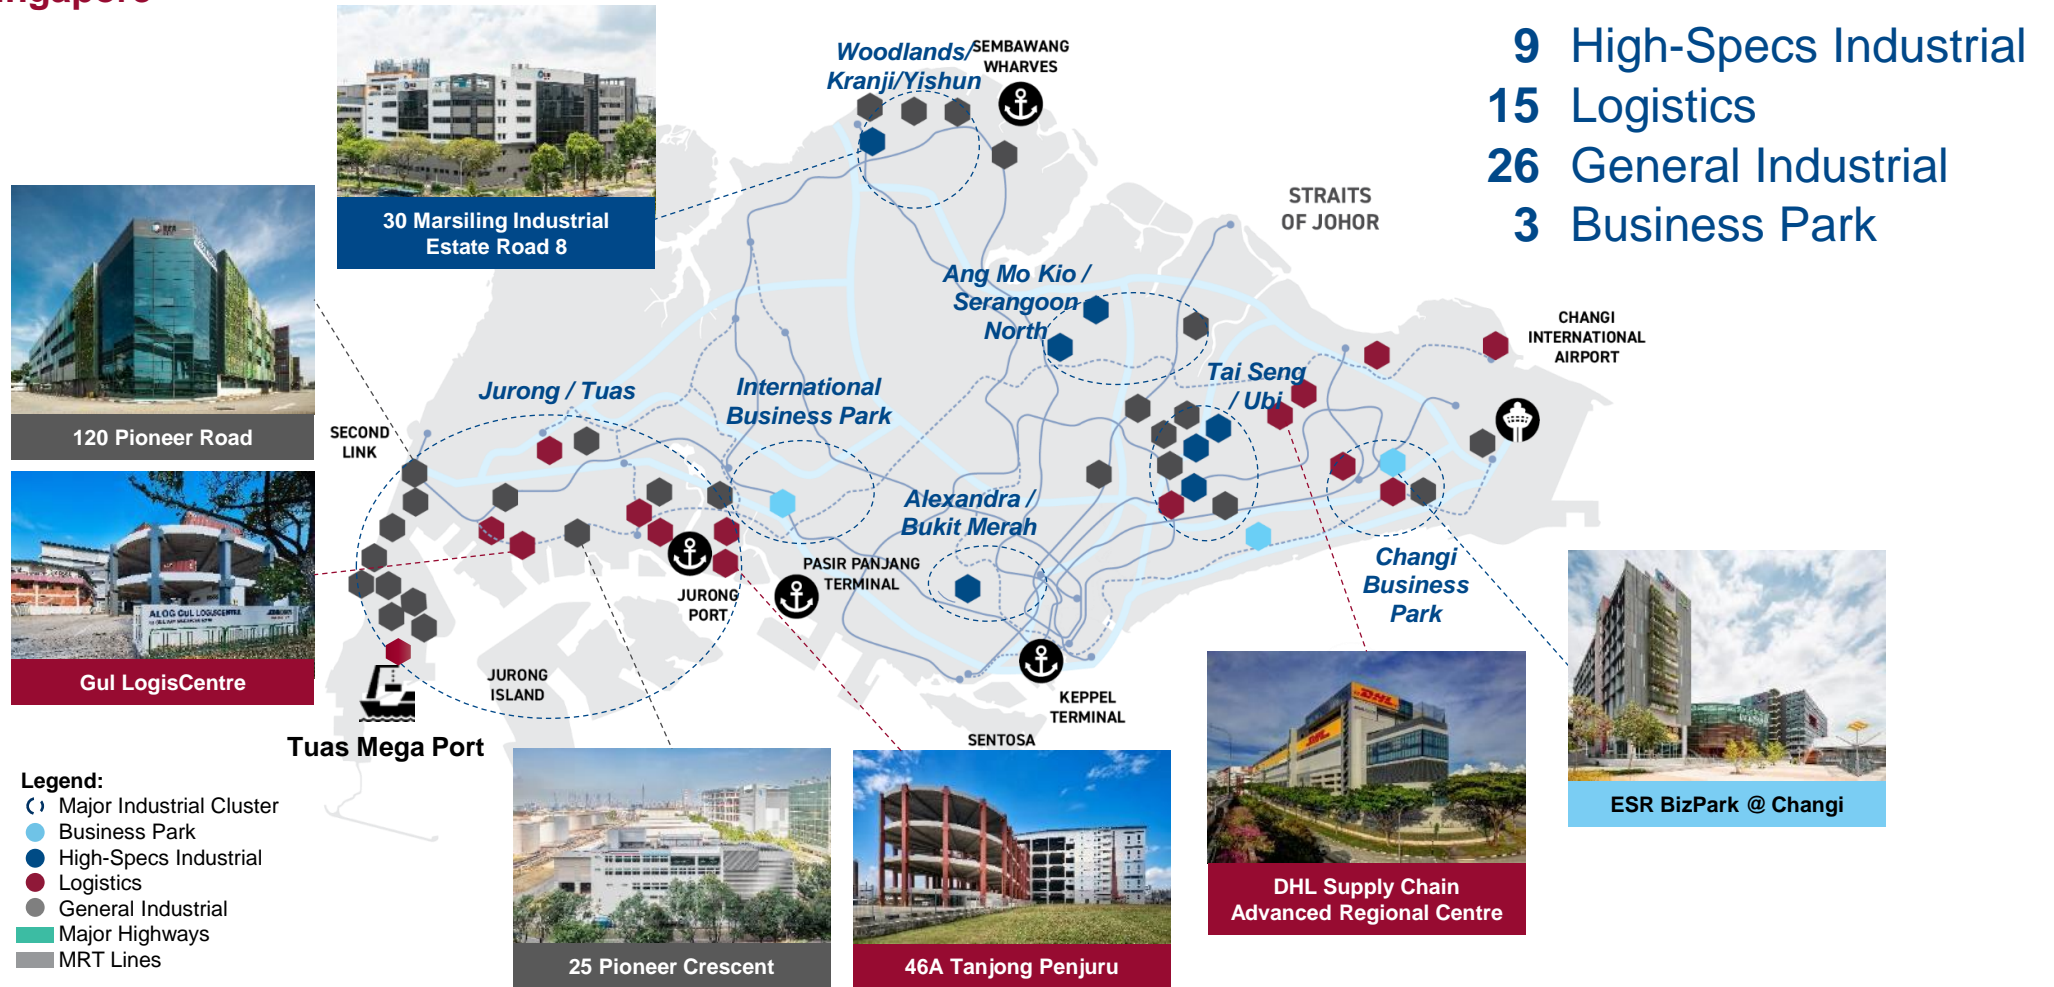 9 High-Specs Industrial
15 Logistics
26 General Industrial
3 Business Park
Woodlands/
Kranji/Yishun
SEMBAWANG
WHARVES
30 Marsiling Industrial
Estate Road 8
STRAITS
OF JOHOR
Ang Mo Kio /
Serangoon
North
CHANGI
INTERNATIONAL
AIRPORT
120 Pioneer Road
SECOND
LINK
Jurong / Tuas
International
Business Park
Tai Seng
/ Ubi
Alexandra /
Bukit Merah
ALOG GUL LOGISCENTRE
Gul LogisCentre
PASIR PANJANG
TERMINAL
JURONG
PORT
Changi
Business
Park
JURONG
ISLAND
KEPPEL
TERMINAL
SENTOSA
Tuas Mega Port
DHL
DHL
DHL Supply Chain
Advanced Regional Centre
ESR BizPark @ Changi
25 Pioneer Crescent
46A Tanjong Penjuru
Legend:
Major Industrial Cluster
Business Park
High-Specs Industrial
Logistics
General Industrial
Major Highways
MRT Lines